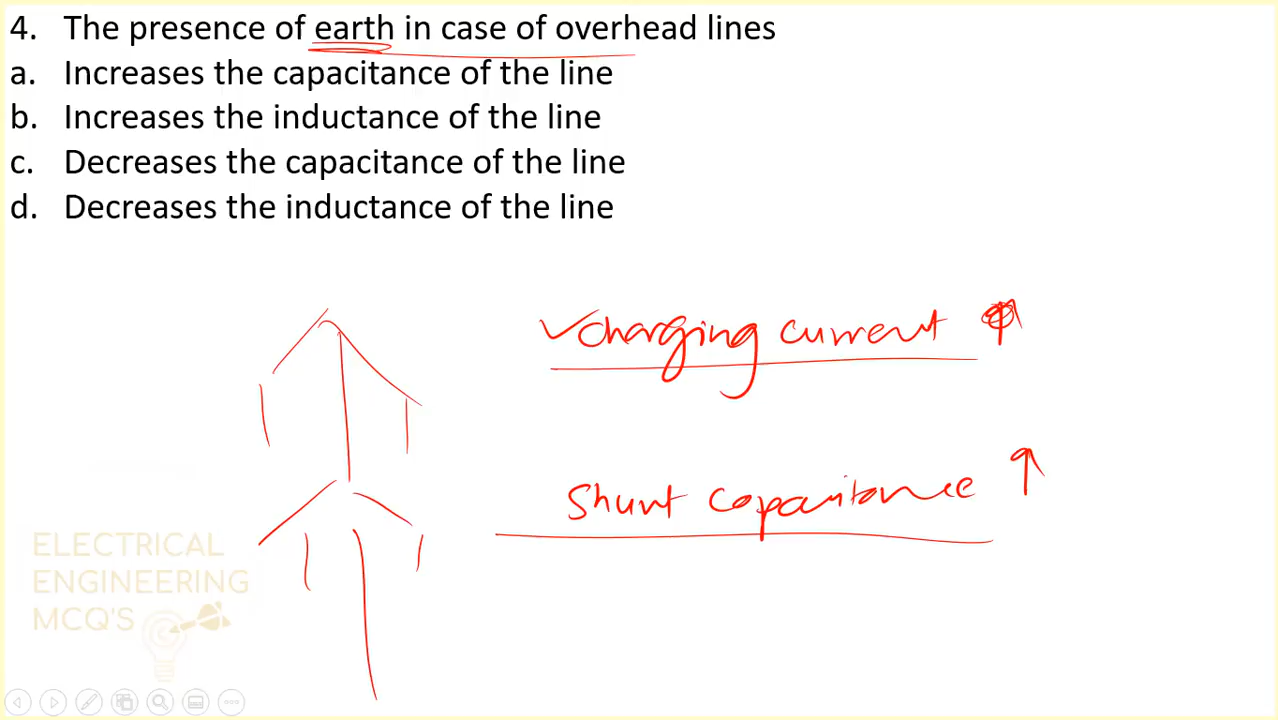 4. The presence of earth in case of overhead lines
a. Increases the capacitance of the line
b. Increases the inductance of the line
c. Decreases the capacitance of the line
d. Decreases the inductance of the line
charging current
Shunt Capacitance
ELECTRICAL
ENGINEERING
MCQ'S